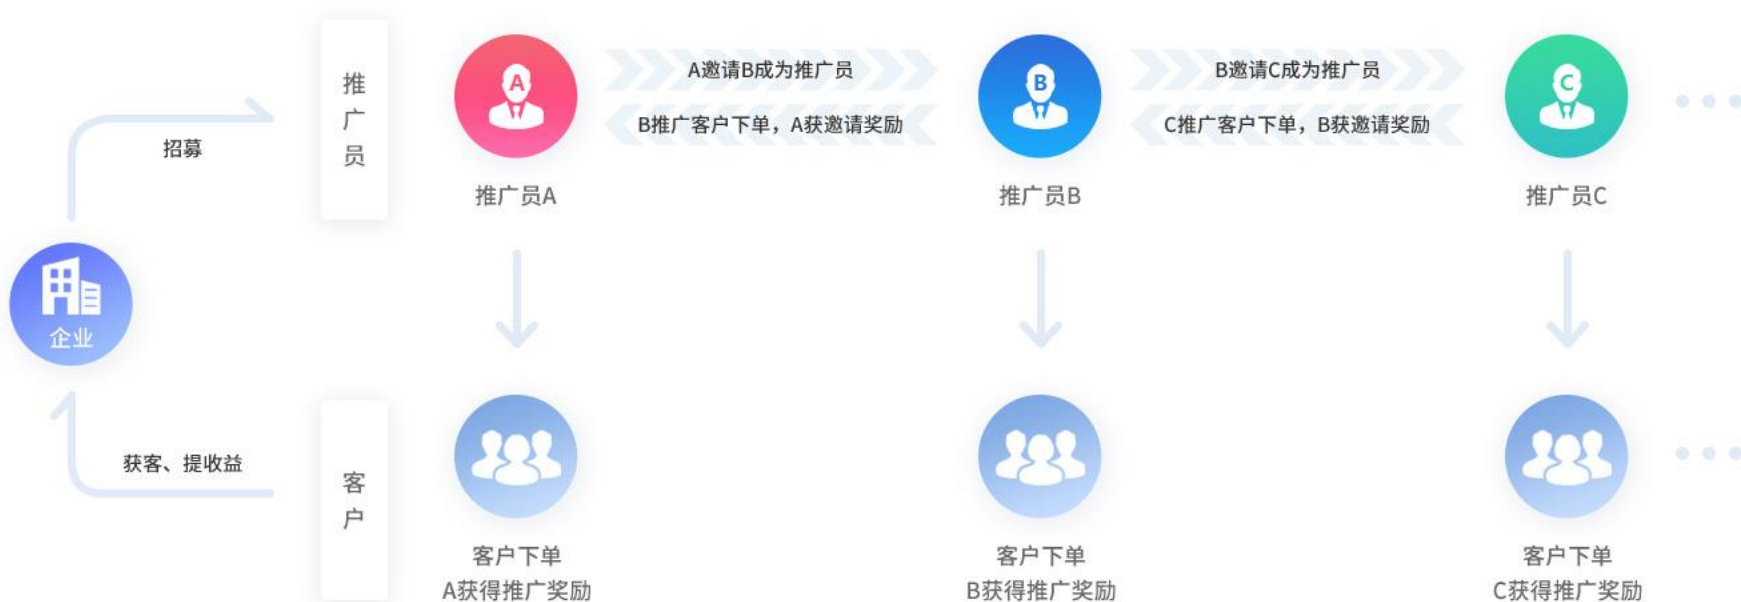 推广员
A
A邀请B成为推广员
B推广客户下单，A获邀请奖励
B
B邀请C成为推广员
C推广客户下单，B获邀请奖励
C
推广员A
推广员B
推广员C
招募
企业
获客、提收益
客户
客户下单
A获得推广奖励
客户下单
B获得推广奖励
客户下单
C获得推广奖励